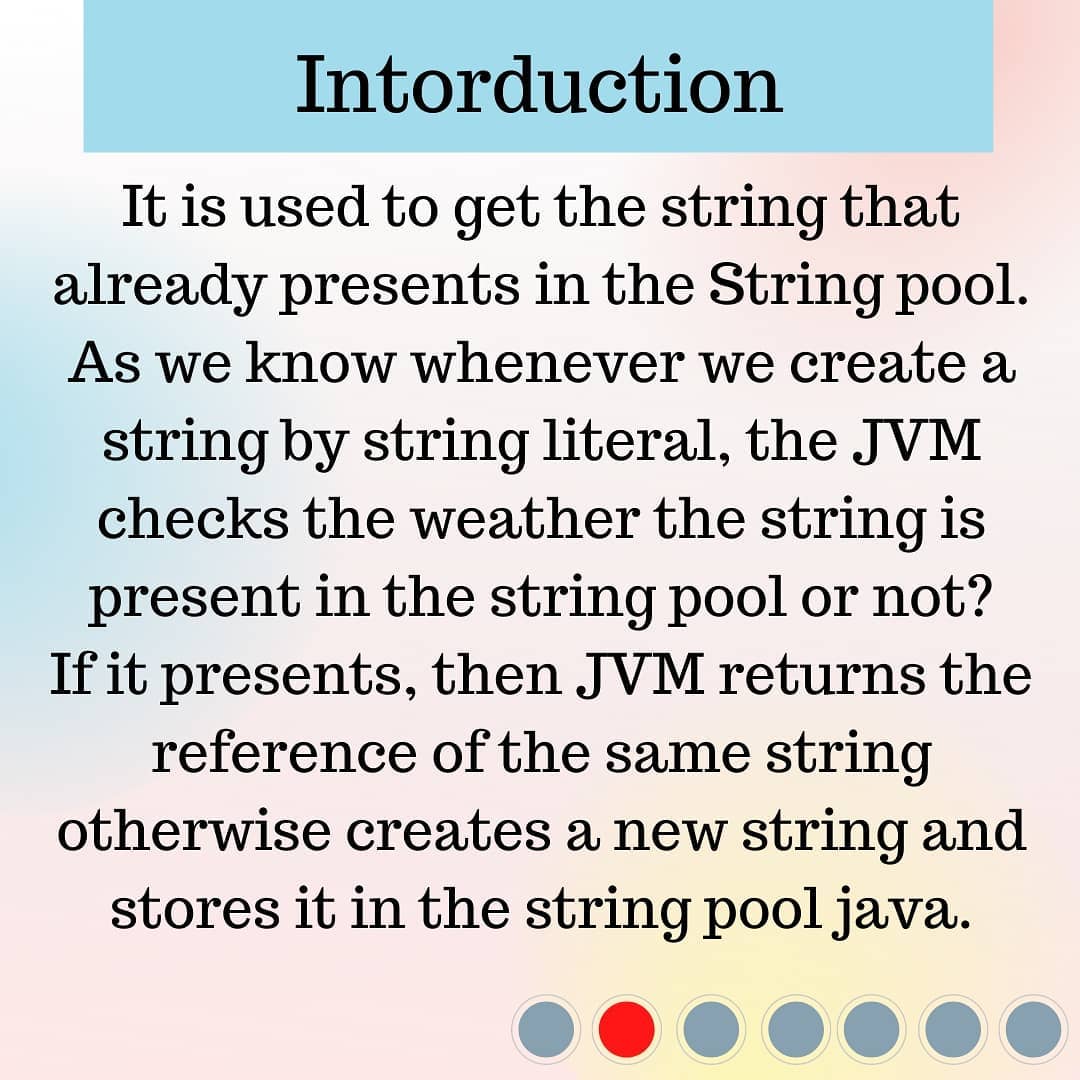 Intorduction
It is used to get the string that
already presents in the String pool.
As we know whenever we create a
string by string literal, the JVM
checks the weather the string is
present in the string pool or not?
If it presents, then JVM returns the
reference of the same string
otherwise creates a new string and
stores it in the string pool java.